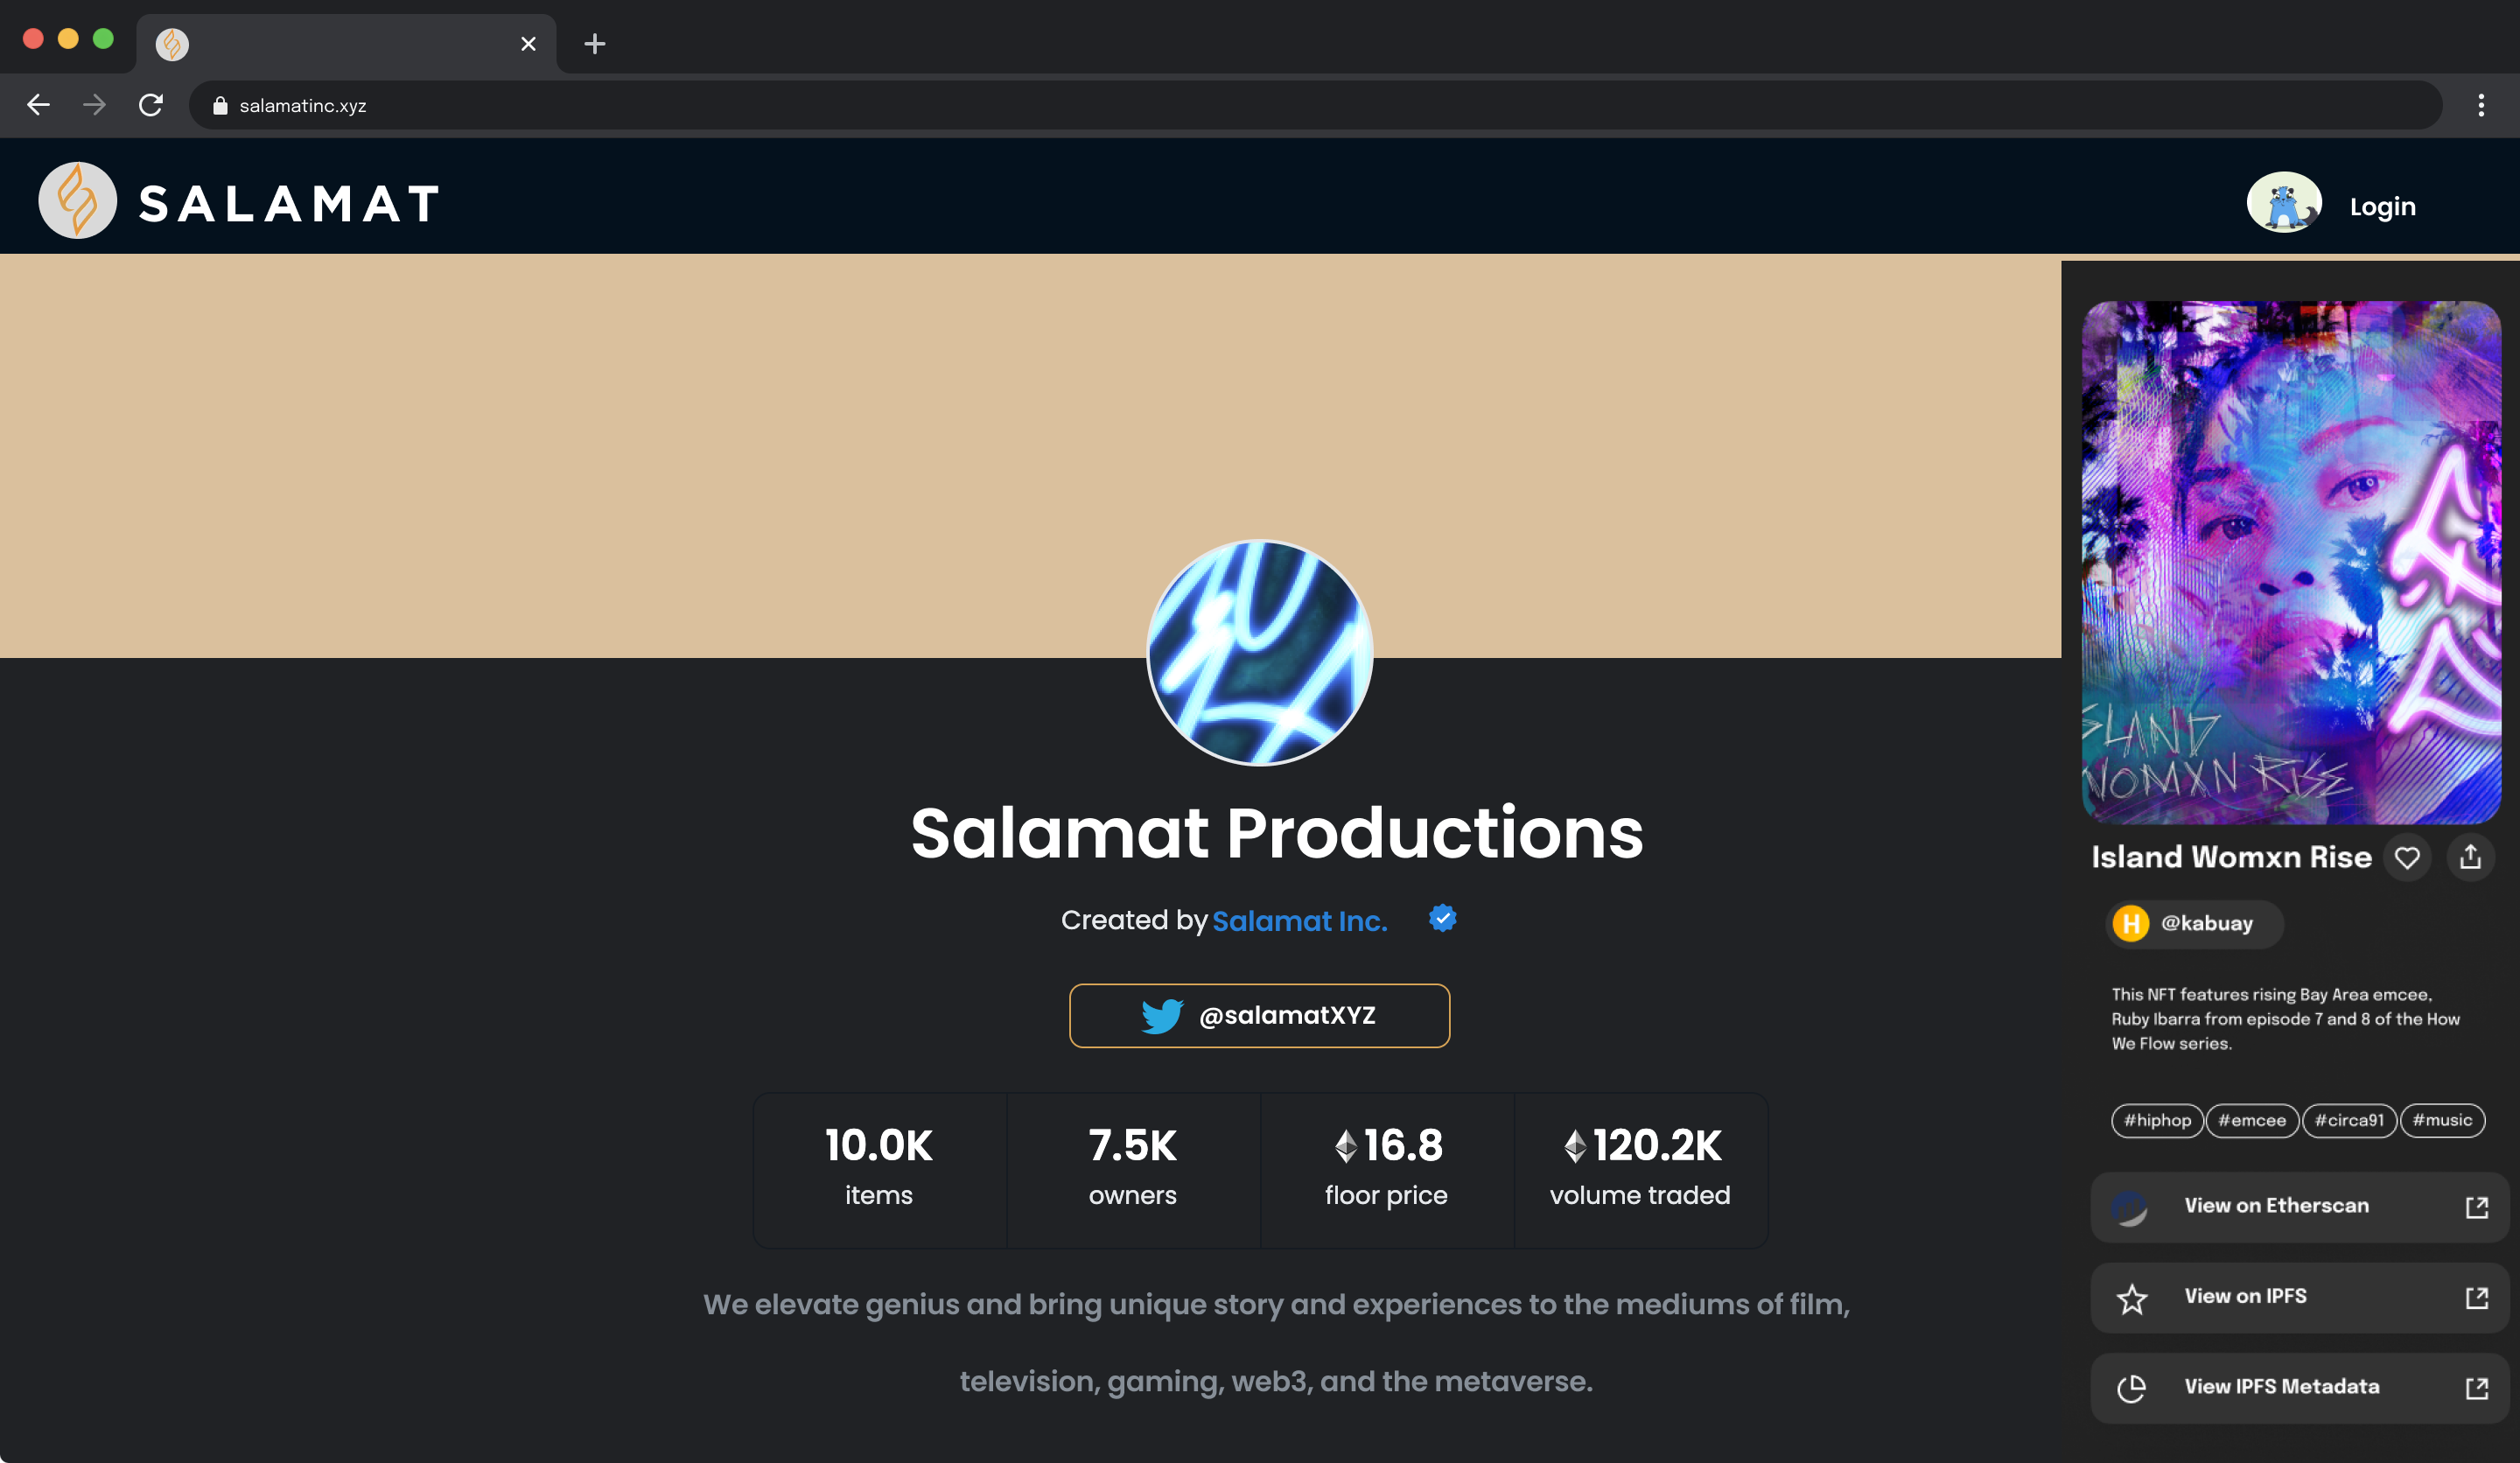 salamatinc.xyz
SALAMAT
Login
Salamat Productions
Created by Salamat Inc.
@salamatXYZ
10.0K
items
7.5K
owners
16.8
floor price
120.2K
volume traded
We elevate genius and bring unique story and experiences to the mediums of film,
television, gaming, web3, and the metaverse.
SLAND
WOMXN RISE
Island Womxn Rise
H @kabuay
This NFT features rising Bay Area emcee,
Ruby Ibarra from episode 7 and 8 of the How
We Flow series.
#hiphop #emcee #circa91 #music
View on Etherscan
View on IPFS
View IPFS Metadata